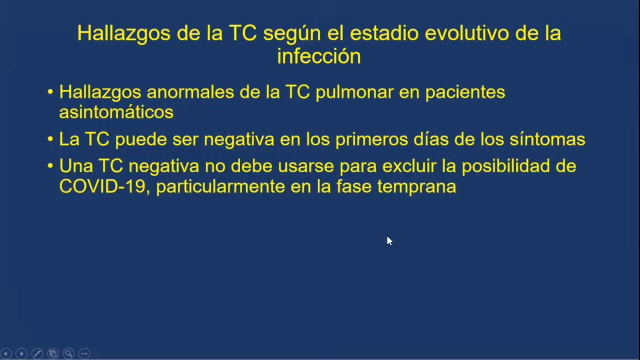 Hallazgos de la TC según el estadio evolutivo de la
infección
• Hallazgos anormales de la TC pulmonar en pacientes
asintomáticos
• La TC puede ser negativa en los primeros días de los síntomas
• Una TC negativa no debe usarse para excluir la posibilidad de
COVID-19, particularmente en la fase temprana